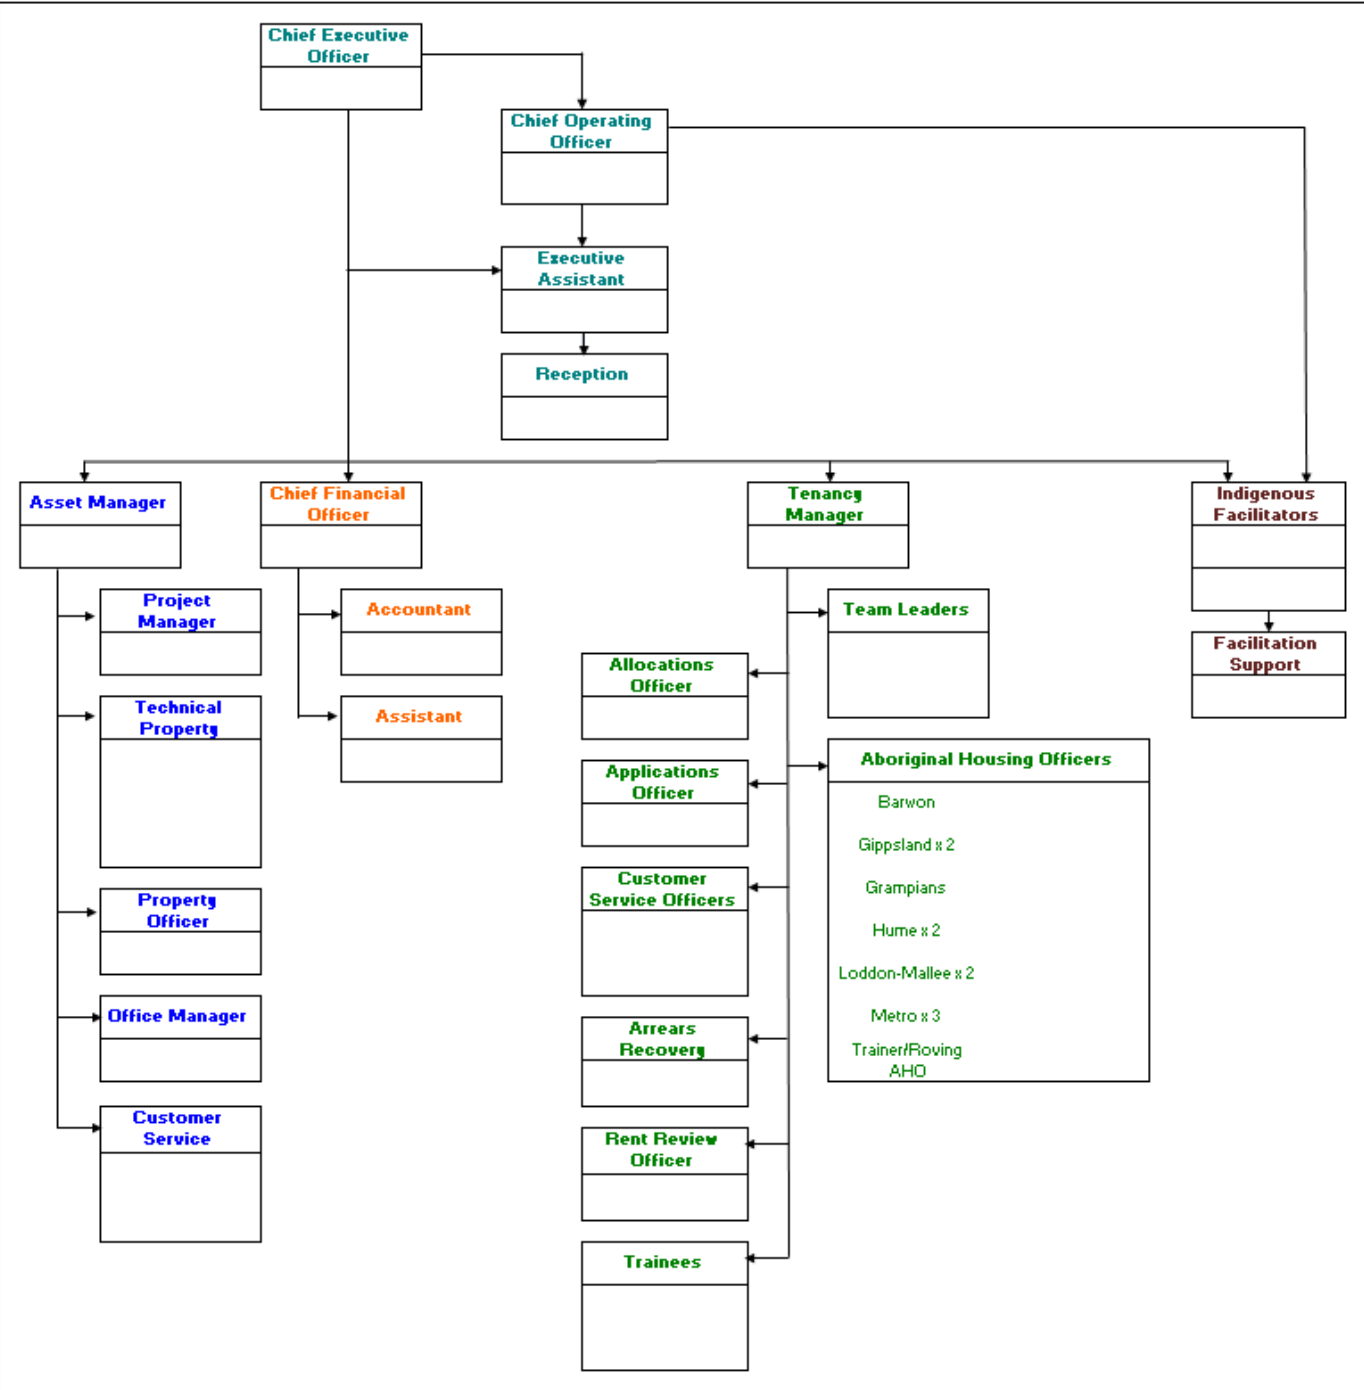 Chief Executive
Officer
Chief Operating
Officer
Executive
Assistant
Reception
Asset Manager
Chief Financial
Officer
Tenancy
Manager
Indigenous
Facilitators
Project
Manager
Technical
Property
Property
Officer
Office Manager
Customer
Service
Accountant
Assistant
Team Leaders
Allocations
Officer
Applications
Officer
Customer
Service Officers
Arrears
Recovery
Rent Review
Officer
Trainees
Aboriginal Housing Officers
Barwon
Gippsland x 2
Grampians
Hume x 2
Loddon-Mallee x 2
Metro x 3
Trainer/Roving
AHO
Facilitation
Support